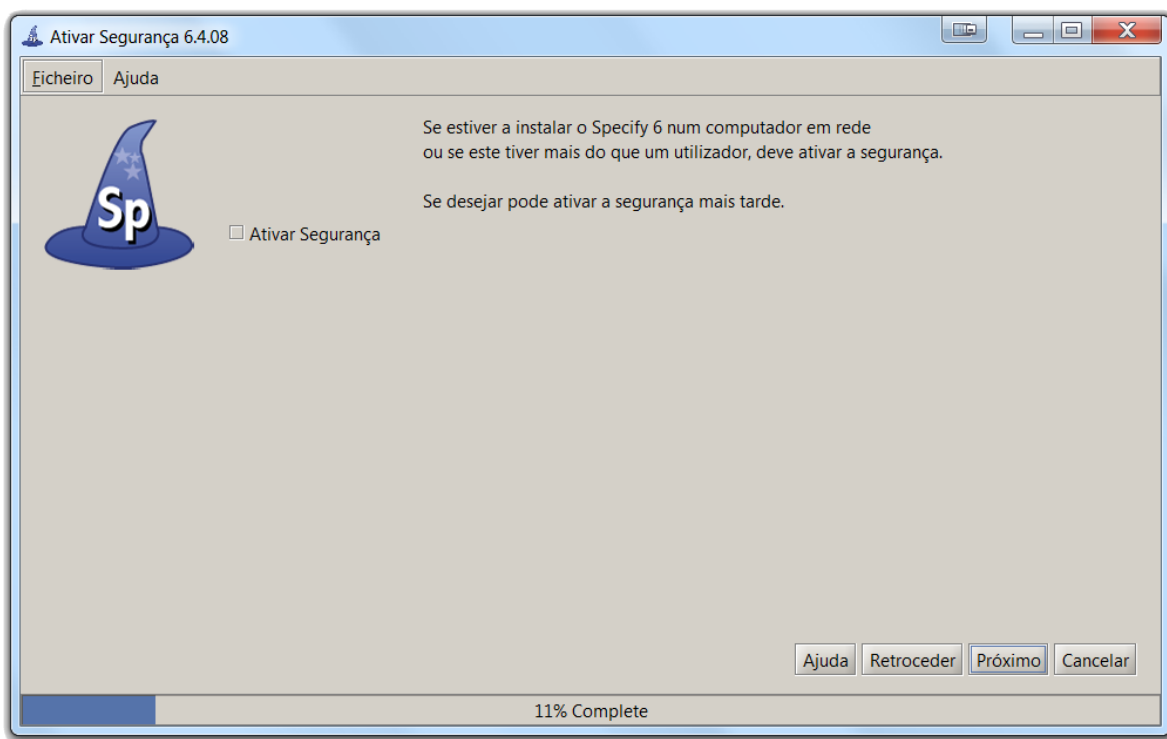 Ativar Segurança 6.4.08
Ficheiro Ajuda
Se estiver a instalar o Specify 6 num computador em rede
ou se este tiver mais do que um utilizador, deve ativar a segurança.
Se desejar pode ativar a segurança mais tarde.
Sp
Ativar Segurança
Ajuda Retroceder Próximo Cancelar
11% Complete